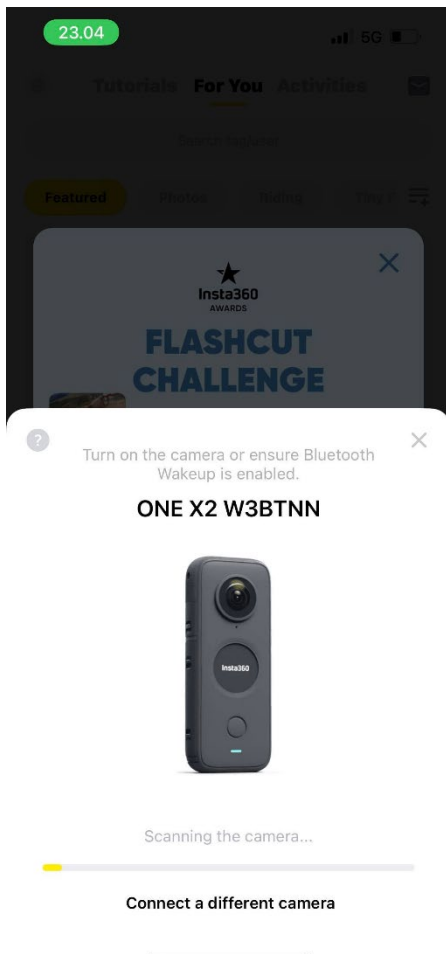 23.04
5G
Tutorials For You Activities
Featured Photos Riding
Insta360
AWARDS
FLASHCUT
CHALLENGE
?
Turn on the camera or ensure Bluetooth
Wakeup is enabled.
ONE X2 W3BTNN
Insta360
Scanning the camera...
Connect a different camera